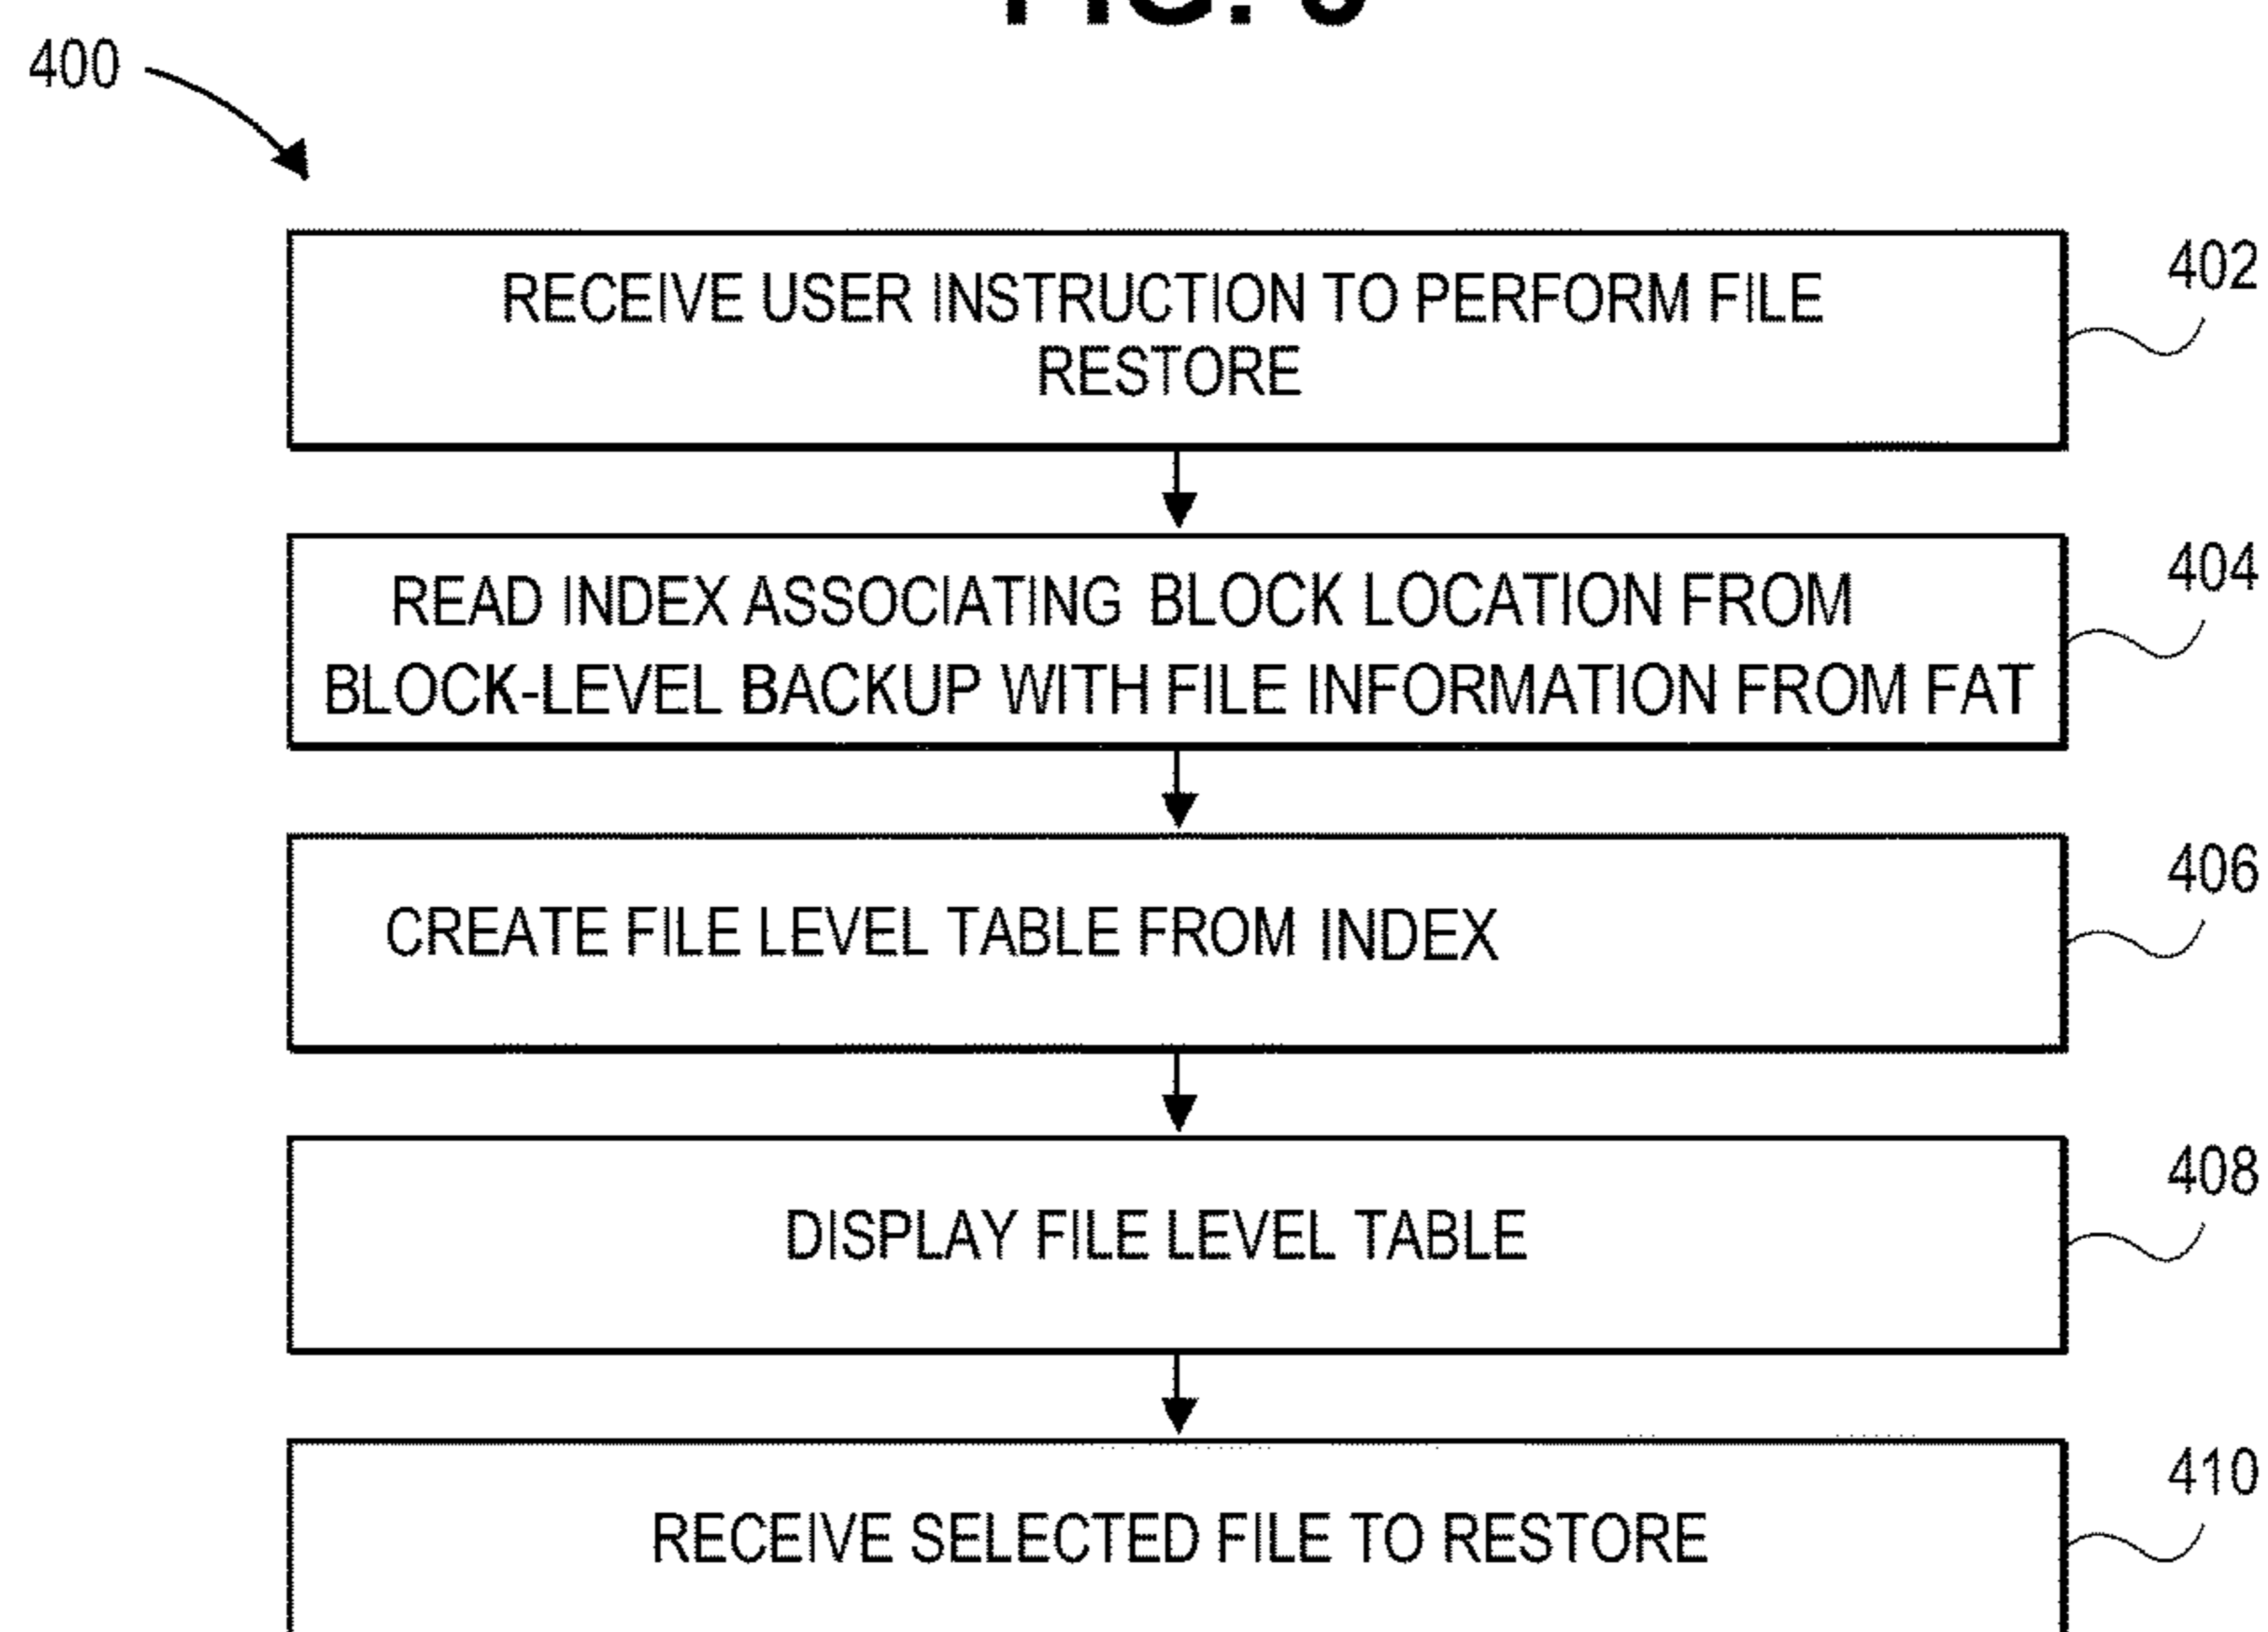 400
RECEIVE USER INSTRUCTION TO PERFORM FILE
RESTORE
402
READ INDEX ASSOCIATING BLOCK LOCATION FROM
BLOCK-LEVEL BACKUP WITH FILE INFORMATION FROM FAT
404
CREATE FILE LEVEL TABLE FROM INDEX
406
DISPLAY FILE LEVEL TABLE
408
RECEIVE SELECTED FILE TO RESTORE
410